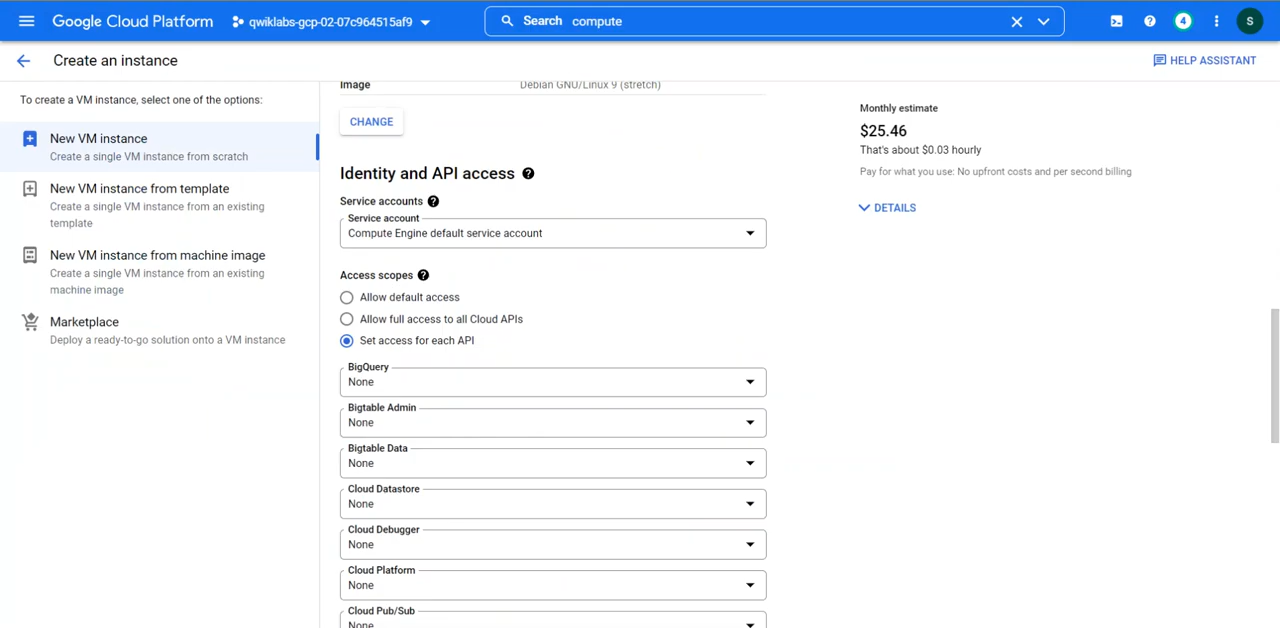 Google Cloud Platform
qwiklabs-gcp-02-07c964515af9
Search compute
4
S
Create an instance
HELP ASSISTANT
To create a VM instance, select one of the options:
New VM instance
Create a single VM instance from scratch
New VM instance from template
Create a single VM instance from an existing
template
New VM instance from machine image
Create a single VM instance from an existing
machine image
Marketplace
Deploy a ready-to-go solution onto a VM instance
Image Debian GNU/Linux 9 (stretch)
CHANGE
Identity and API access
Service accounts
Service account
Compute Engine default service account
Access scopes
Allow default access
Allow full access to all Cloud APIs
Set access for each API
BigQuery
None
Bigtable Admin
None
Bigtable Data
None
Cloud Datastore
None
Cloud Debugger
None
Cloud Platform
None
Cloud Pub/Sub
None
Monthly estimate
$25.46
That's about $0.03 hourly
Pay for what you use: No upfront costs and per second billing
DETAILS